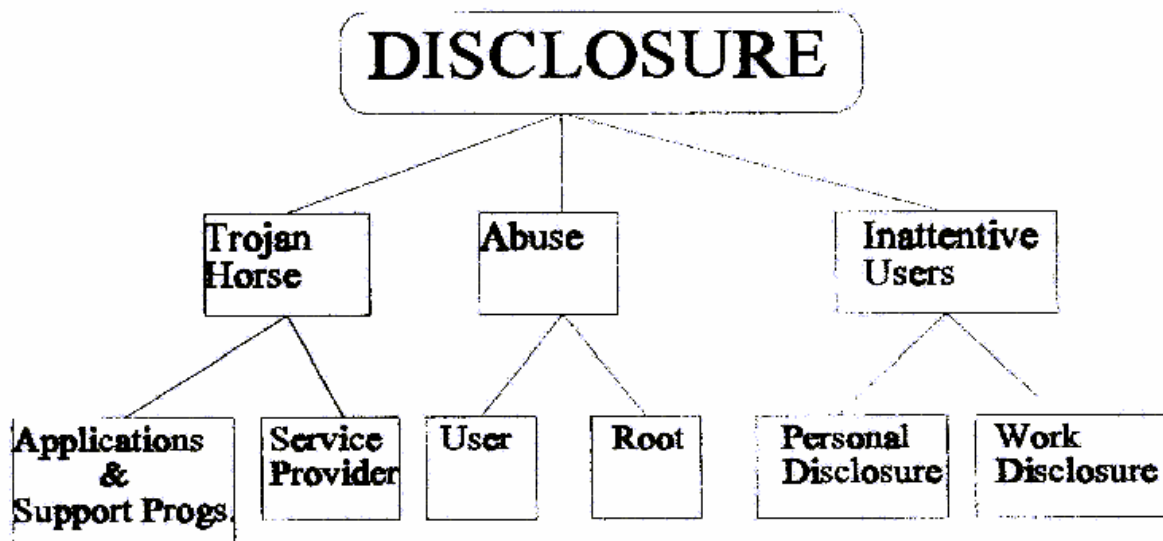 DISCLOSURE
Trojan
Horse
Abuse
Inattentive
Users
Applications
&
Support Progs.
Service
Provider
User
Root
Personal
Disclosure
Work
Disclosure